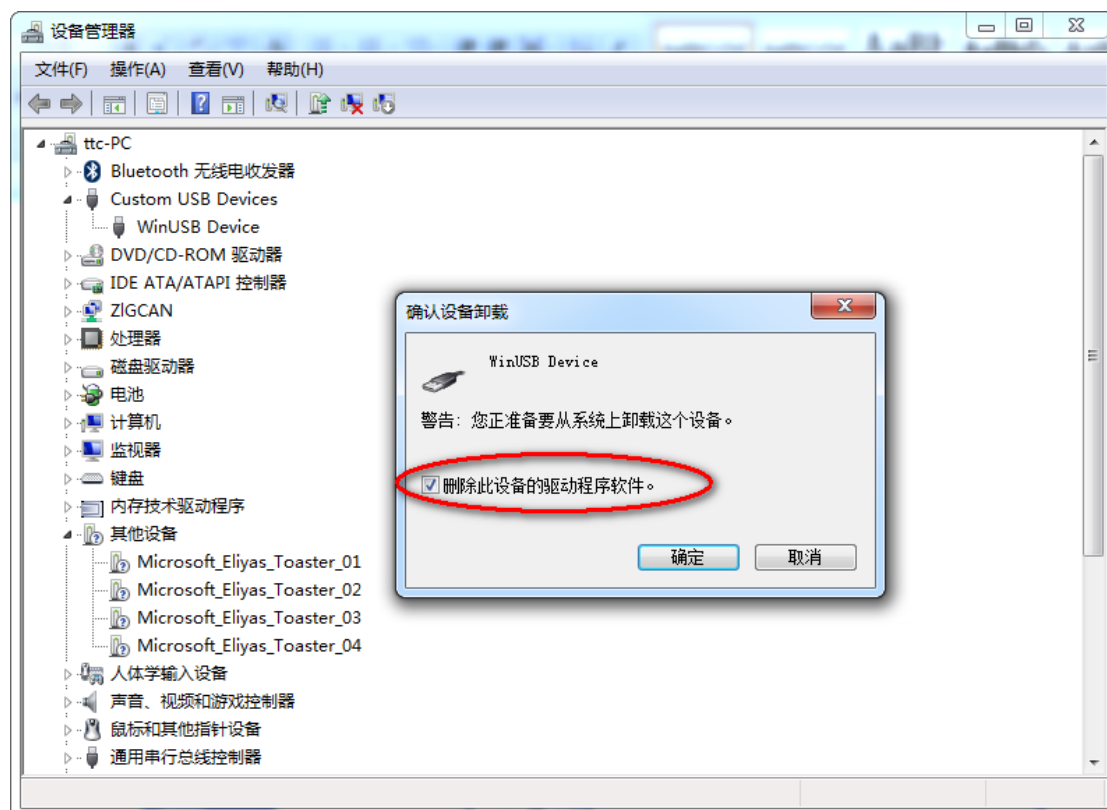 设备管理器
文件(F) 操作(A) 查看(V) 帮助(H)
ttc-PC
Bluetooth 无线电收发器
Custom USB Devices
WinUSB Device
DVD/CD-ROM 驱动器
IDE ATA/ATAPI 控制器
ZlGCAN
处理器
磁盘驱动器
电池
计算机
监视器
键盘
内存技术驱动程序
其他设备
Microsoft_Eliyas_Toaster_01
Microsoft_Eliyas_Toaster_02
Microsoft_Eliyas_Toaster_03
Microsoft_Eliyas_Toaster_04
人体学输入设备
声音、视频和游戏控制器
鼠标和其他指针设备
通用串行总线控制器
确认设备卸载
WinUSB Device
警告: 您正准备要从系统上卸载这个设备。
删除此设备的驱动程序软件。
确定 取消